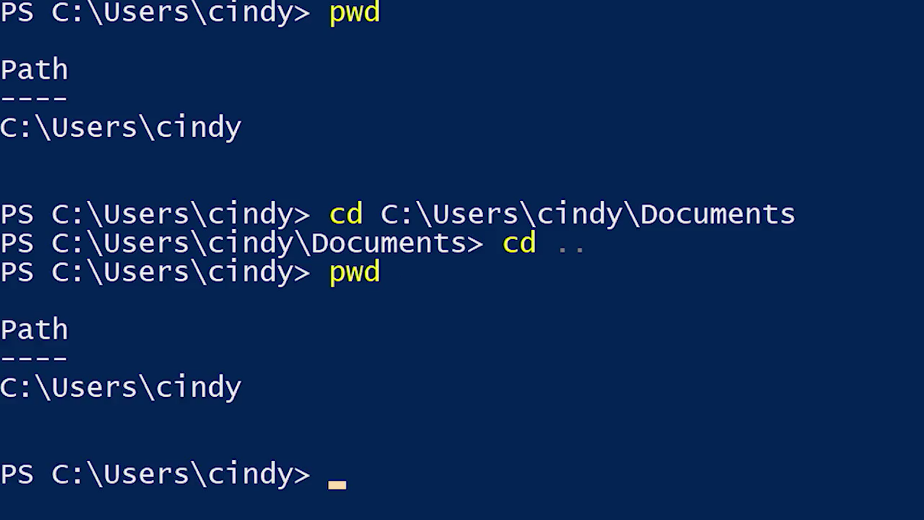 PS C:\Users\cindy> pwd
Path
----
C:\Users\cindy
PS C:\Users\cindy> cd C:\Users\cindy\Documents
PS C:\Users\cindy\Documents> cd ..
PS C:\Users\cindy> pwd
Path
----
C:\Users\cindy
PS C:\Users\cindy> _